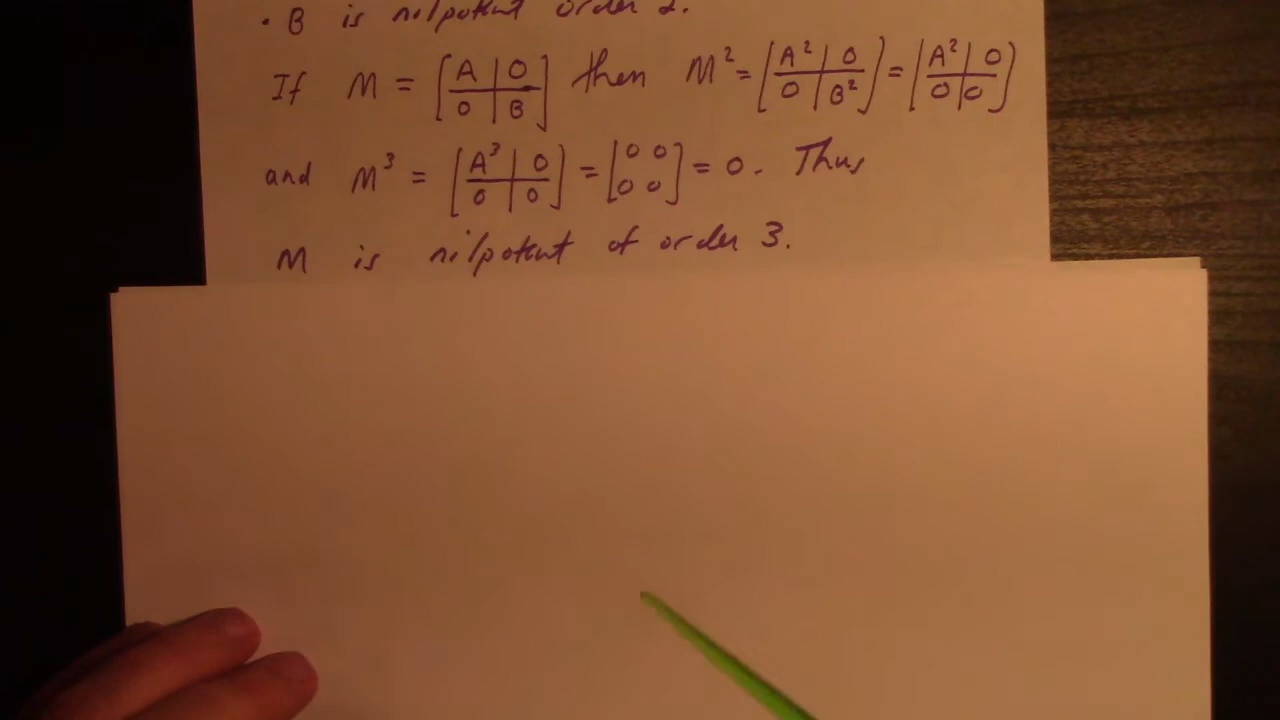 • B is nilpotent order 2.
If M = [A | 0 / 0 | B] then M² = [A² | 0 / 0 | B²] = [A² | 0 / 0 | 0]
and M³ = [A³ | 0 / 0 | 0] = [0 0 / 0 0] = 0. Thus
M is nilpotent of order 3.